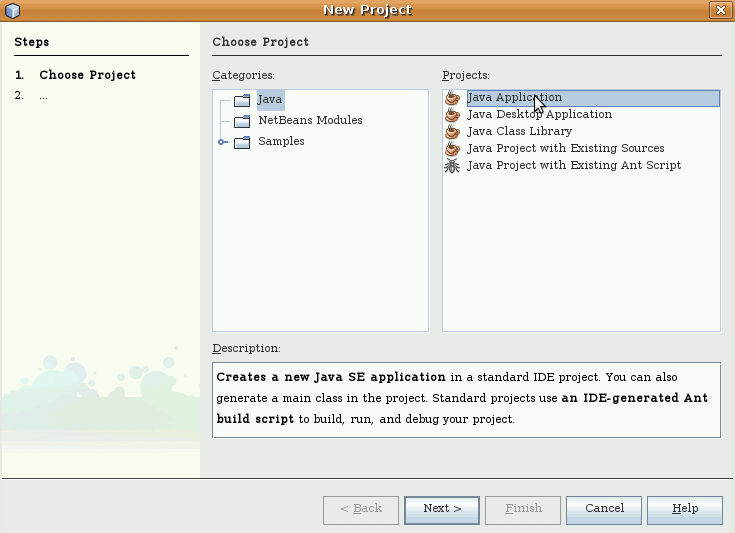 New Project
Steps
1. Choose Project
2. ...
Choose Project
Categories:
Java
NetBeans Modules
Samples
Projects:
Java Application
Java Desktop Application
Java Class Library
Java Project with Existing Sources
Java Project with Existing Ant Script
Description:
Creates a new Java SE application in a standard IDE project. You can also
generate a main class in the project. Standard projects use an IDE-generated Ant
build script to build, run, and debug your project.
< Back
Next >
Finish
Cancel
Help